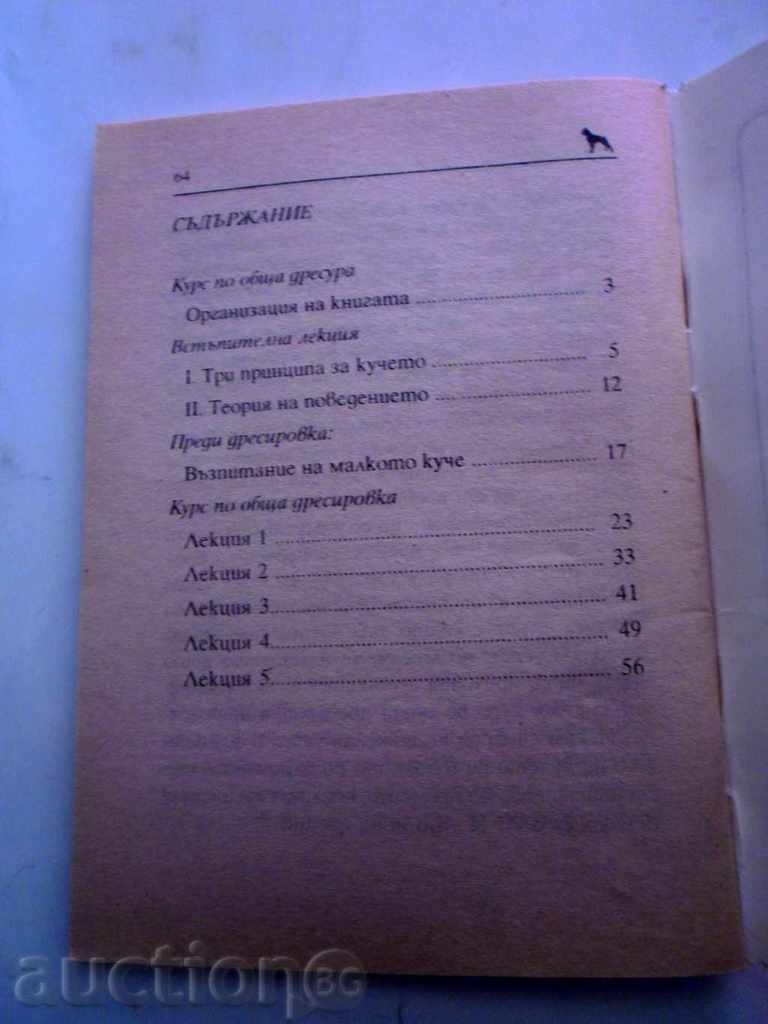 64
СЪДЪРЖАНИЕ
Курс по обща дресура
Организация на книгата ........................... 3
Встъпителна лекция
I. Три принципа за кучето ........................ 5
II. Теория на поведението ........................ 12
Преди дресировка:
Възпитание на малкото куче .................. 17
Курс по обща дресировка
Лекция 1 ................................................ 23
Лекция 2 ................................................ 33
Лекция 3................................................. 41
Лекция 4................................................. 49
Лекция 5................................................. 56
auctionBG